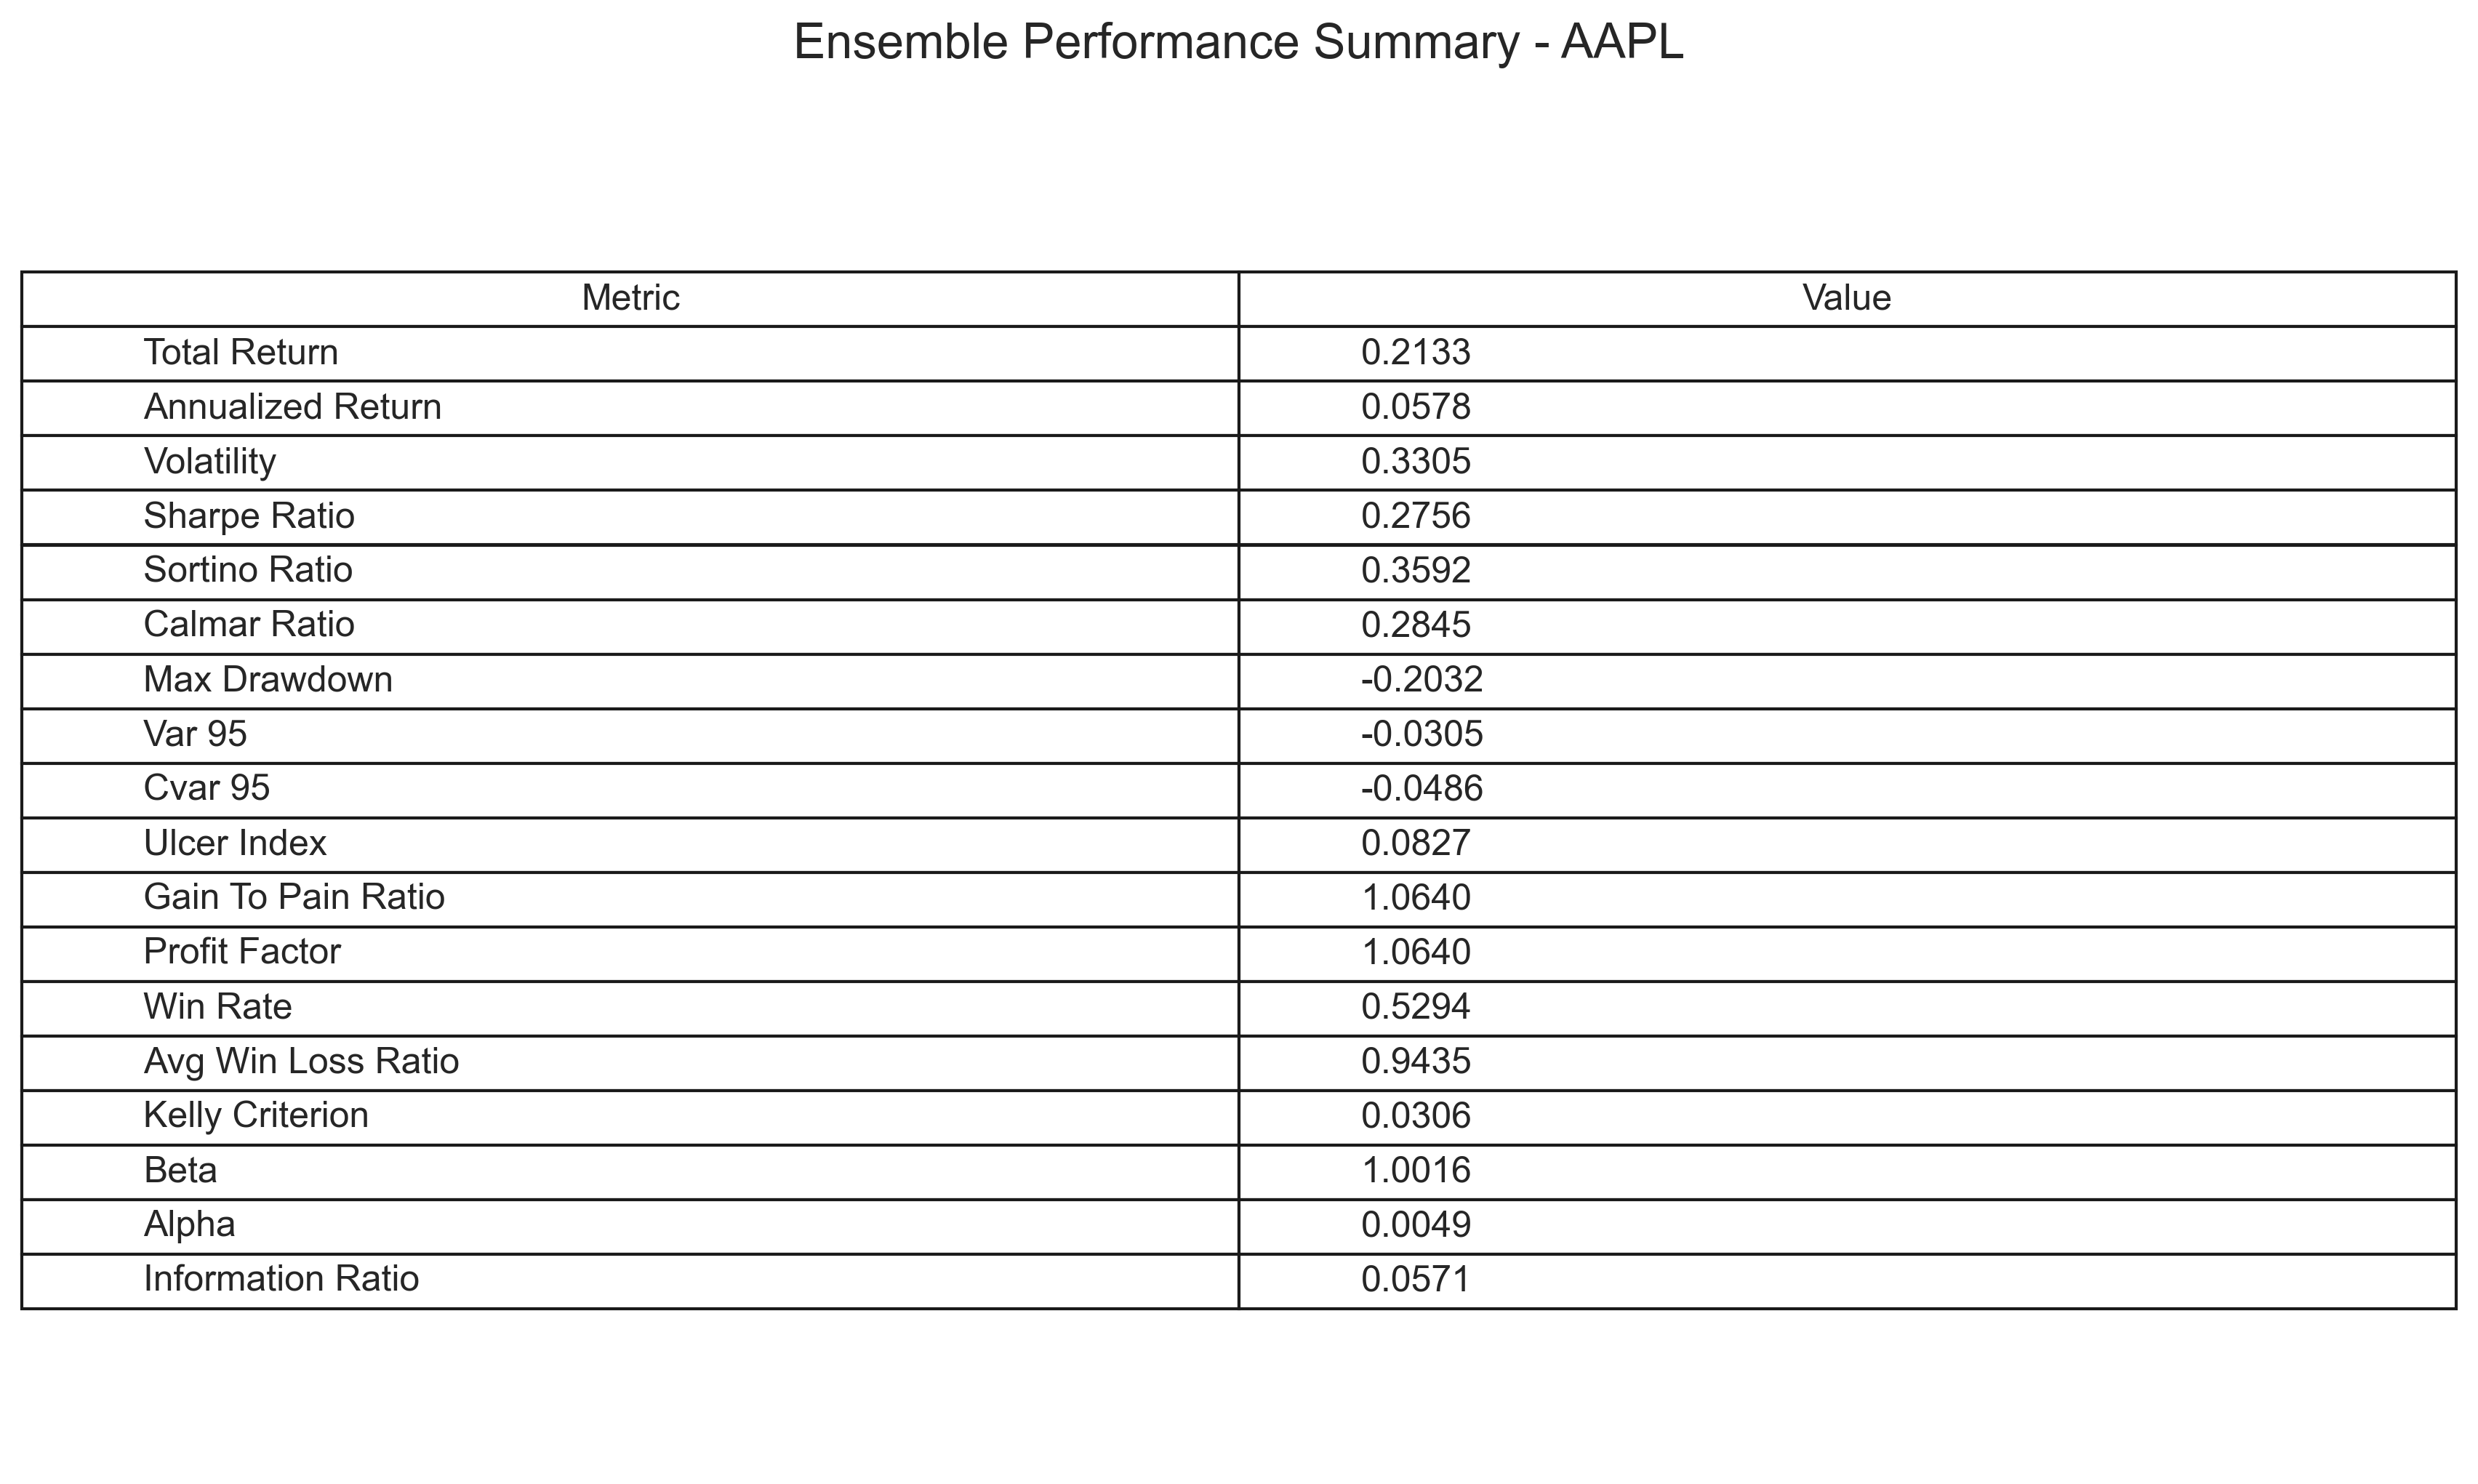 Ensemble Performance Summary - AAPL
Metric Value
Total Return 0.2133
Annualized Return 0.0578
Volatility 0.3305
Sharpe Ratio 0.2756
Sortino Ratio 0.3592
Calmar Ratio 0.2845
Max Drawdown -0.2032
Var 95 -0.0305
Cvar 95 -0.0486
Ulcer Index 0.0827
Gain To Pain Ratio 1.0640
Profit Factor 1.0640
Win Rate 0.5294
Avg Win Loss Ratio 0.9435
Kelly Criterion 0.0306
Beta 1.0016
Alpha 0.0049
Information Ratio 0.0571